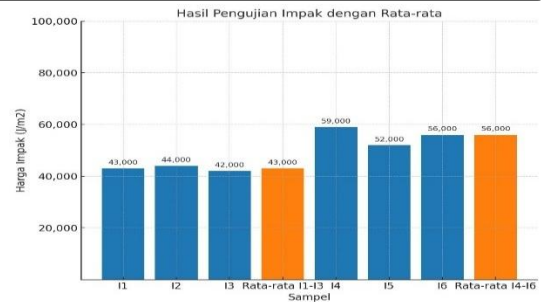 Hasil Pengujian Impak dengan Rata-rata
Harga Impak (J/m2)
100,000
80,000
60,000
40,000
20,000
43,000
44,000
42,000
43,000
59,000
52,000
56,000
56,000
I1
I2
I3
Rata-rata I1-I3
I4
I5
I6
Rata-rata I4-I6
Sampel